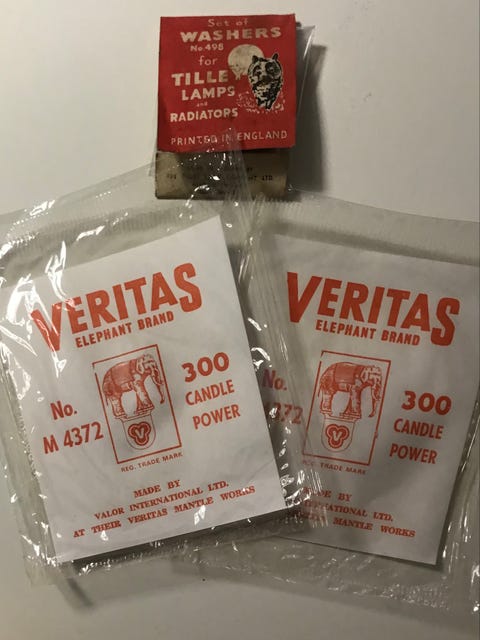 Set of
WASHERS
No. 498
for
TILLEY
LAMPS
and
RADIATORS
PRINTED IN ENGLAND
VERITAS
ELEPHANT BRAND
No.
M 4372
300
CANDLE
POWER
REG. TRADE MARK
MADE BY
VALOR INTERNATIONAL LTD.
AT THEIR VERITAS MANTLE WORKS
VERITAS
ELEPHANT BRAND
No.
372
300
CANDLE
POWER
REG. TRADE MARK
BY
MANTLE WORKS